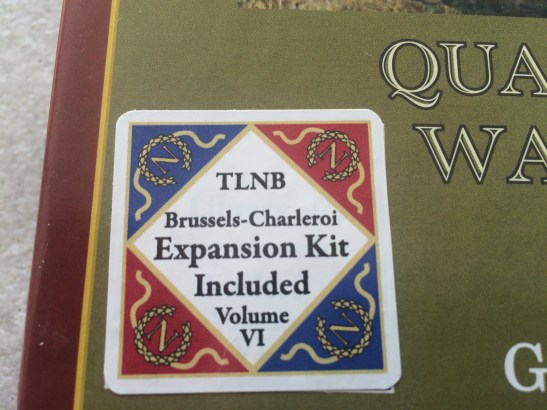 QUA
WA
N
N
TLNB
Brussels-Charleroi
Expansion Kit
Included
Volume
VI
N
N
G